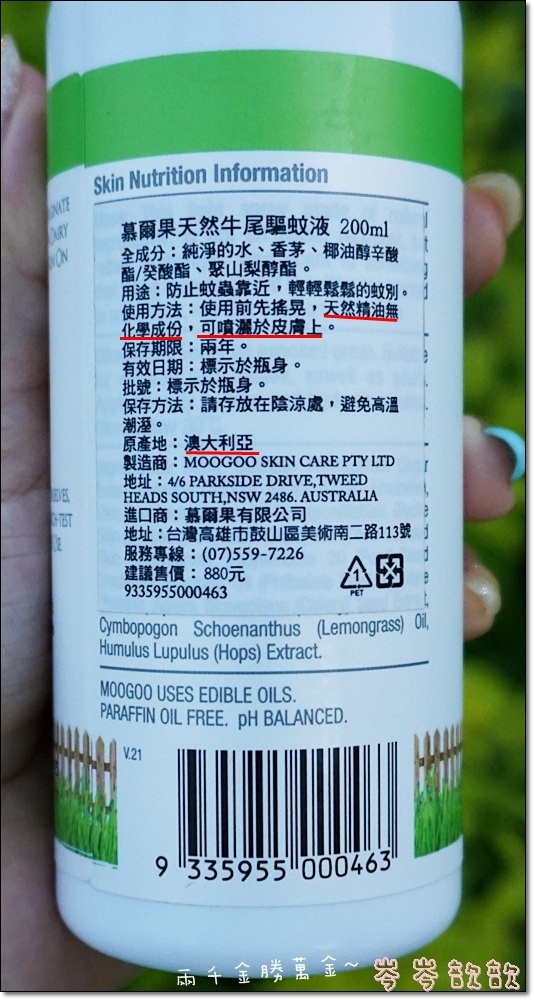 Skin Nutrition Information
慕爾果天然牛尾驅蚊液 200ml
全成分：純淨的水、香茅、椰油醇辛酸
酯/癸酸酯、聚山梨醇酯。
用途：防止蚊蟲靠近，輕輕鬆鬆的蚊別。
使用方法：使用前先搖晃，天然精油無
化學成份，可噴灑於皮膚上。
保存期限：兩年。
有效日期：標示於瓶身。
批號：標示於瓶身。
保存方法：請存放在陰涼處，避免高溫
潮溼。
原產地：澳大利亞
製造商：MOOGOO SKIN CARE PTY LTD
地址：4/6 PARKSIDE DRIVE,TWEED
HEADS SOUTH,NSW 2486. AUSTRALIA
進口商：慕爾果有限公司
地址：台灣高雄市鼓山區美術南二路113號
服務專線：(07)559-7226
建議售價：880元
9335955000463
1
PET
Cymbopogon Schoenanthus (Lemongrass) Oil,
Humulus Lupulus (Hops) Extract.
MOOGOO USES EDIBLE OILS.
PARAFFIN OIL FREE. pH BALANCED.
V.21
9 335955 000463
兩千金勝萬金~ 岑岑歆歆